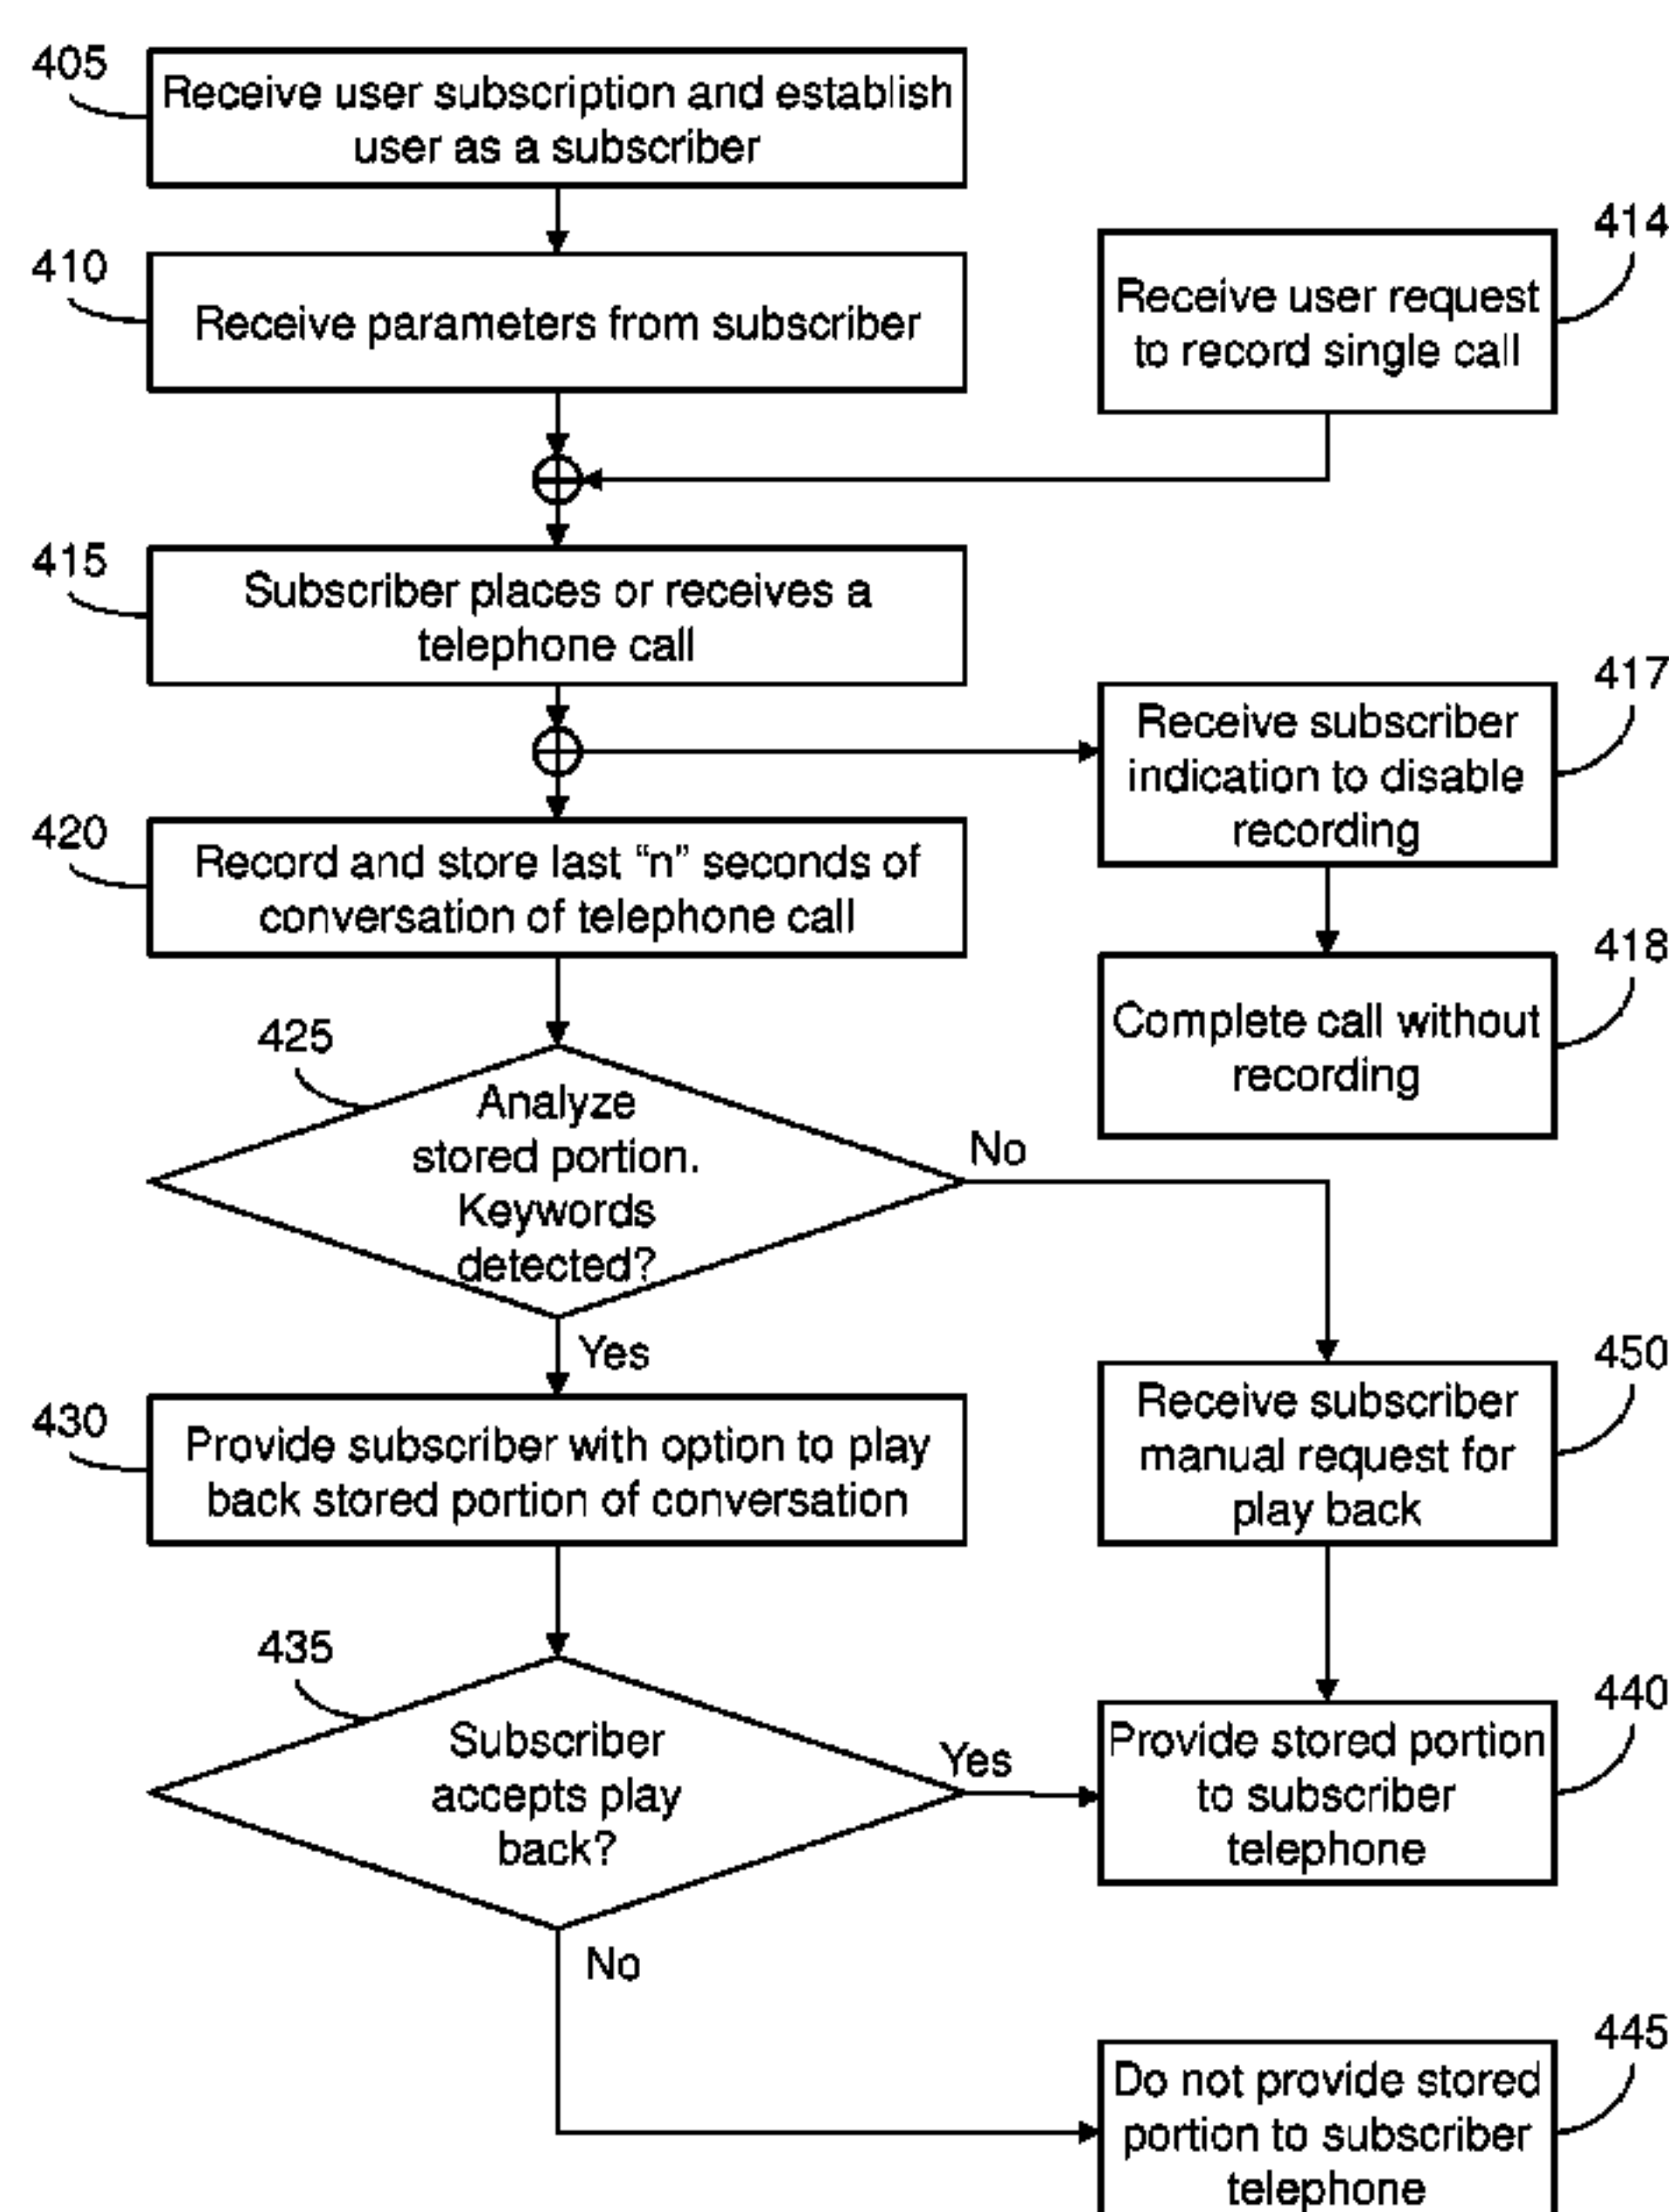 405
Receive user subscription and establish
user as a subscriber
410
Receive parameters from subscriber
414
Receive user request
to record single call
415
Subscriber places or receives a
telephone call
417
Receive subscriber
indication to disable
recording
420
Record and store last “n” seconds of
conversation of telephone call
418
Complete call without
recording
425
Analyze
stored portion.
Keywords
detected?
No
Yes
430
Provide subscriber with option to play
back stored portion of conversation
450
Receive subscriber
manual request for
play back
435
Subscriber
accepts play
back?
Yes
No
440
Provide stored portion
to subscriber
telephone
445
Do not provide stored
portion to subscriber
telephone